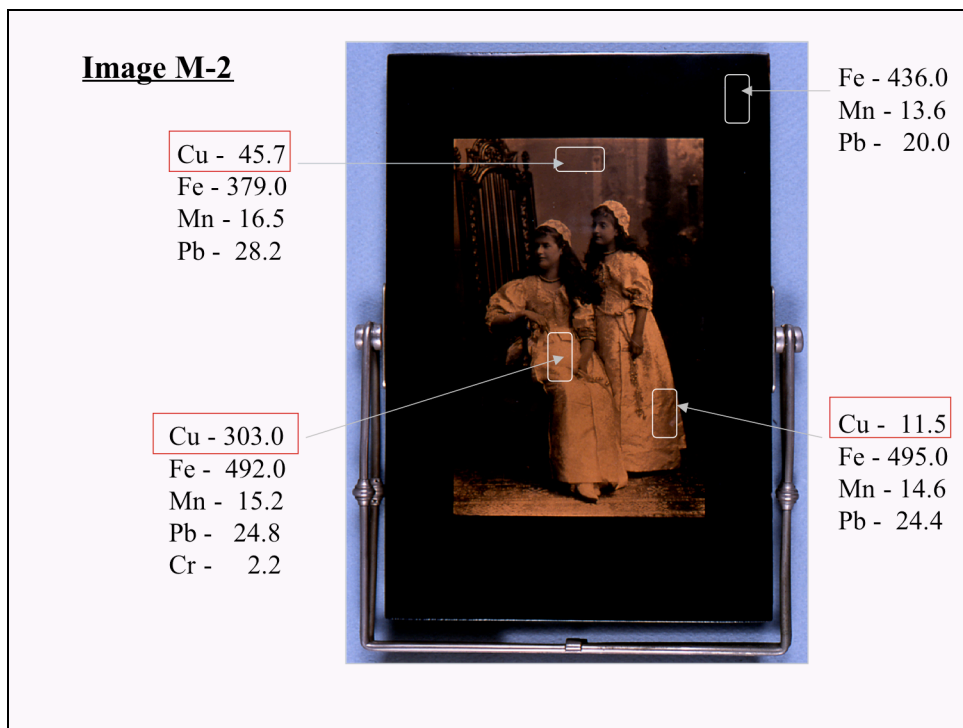 Image M-2
Cu - 45.7
Fe - 379.0
Mn - 16.5
Pb - 28.2
Fe - 436.0
Mn - 13.6
Pb - 20.0
Cu - 303.0
Fe - 492.0
Mn - 15.2
Pb - 24.8
Cr - 2.2
Cu - 11.5
Fe - 495.0
Mn - 14.6
Pb - 24.4